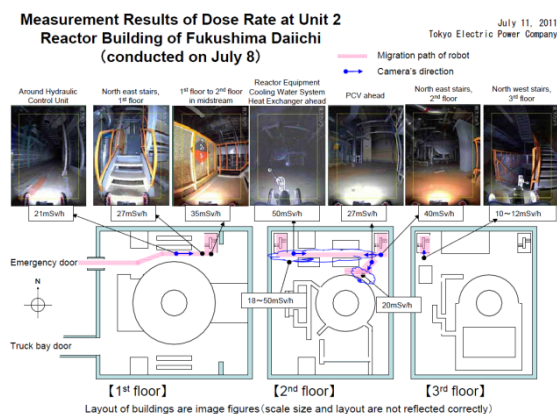 Measurement Results of Dose Rate at Unit 2
Reactor Building of Fukushima Daiichi
(conducted on July 8)
July 11, 2011
Tokyo Electric Power Company
Migration path of robot
Camera's direction
Around Hydraulic
Control Unit
North east stairs,
1st floor
1st floor to 2nd floor
in midstream
Reactor Equipment
Cooling Water System
Heat Exchanger ahead
PCV ahead
North east stairs,
2nd floor
North west stairs,
3rd floor
21mSv/h
27mSv/h
35mSv/h
50mSv/h
27mSv/h
40mSv/h
10～12mSv/h
Emergency door
N
18～50mSv/h
20mSv/h
Truck bay door
【1st floor】
【2nd floor】
【3rd floor】
Layout of buildings are image figures(scale size and layout are not reflected correctly)